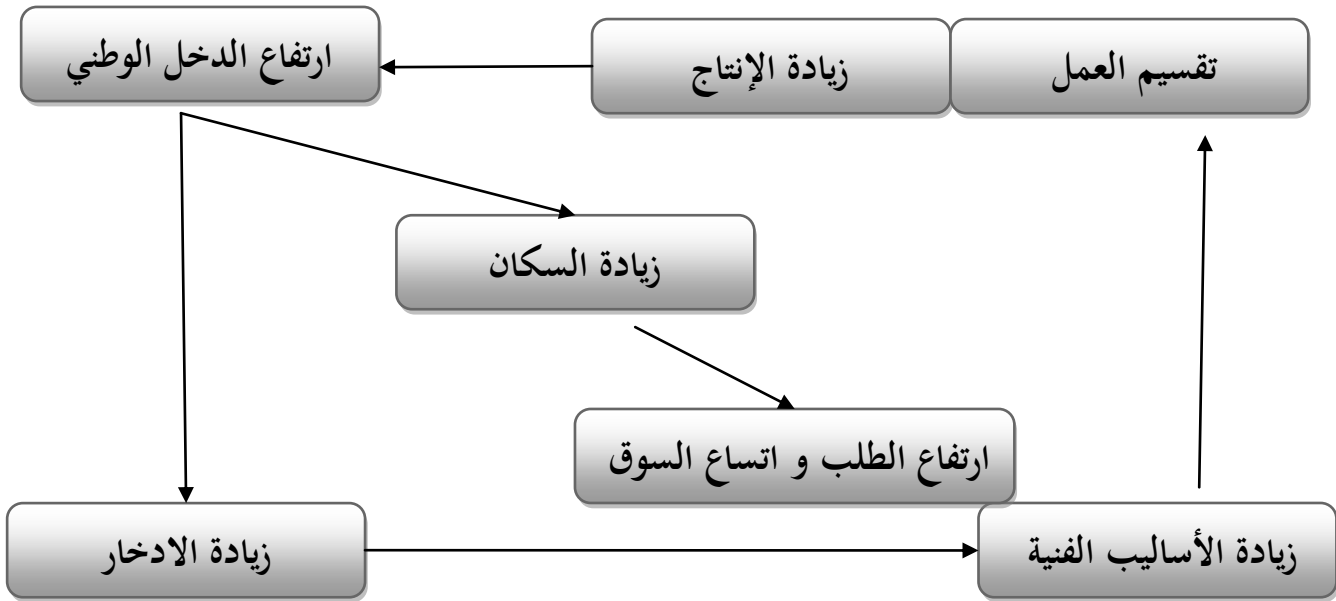 تقسيم العمل
زيادة الإنتاج
ارتفاع الدخل الوطني
زيادة السكان
ارتفاع الطلب و اتساع السوق
زيادة الأساليب الفنية
زيادة الادخار